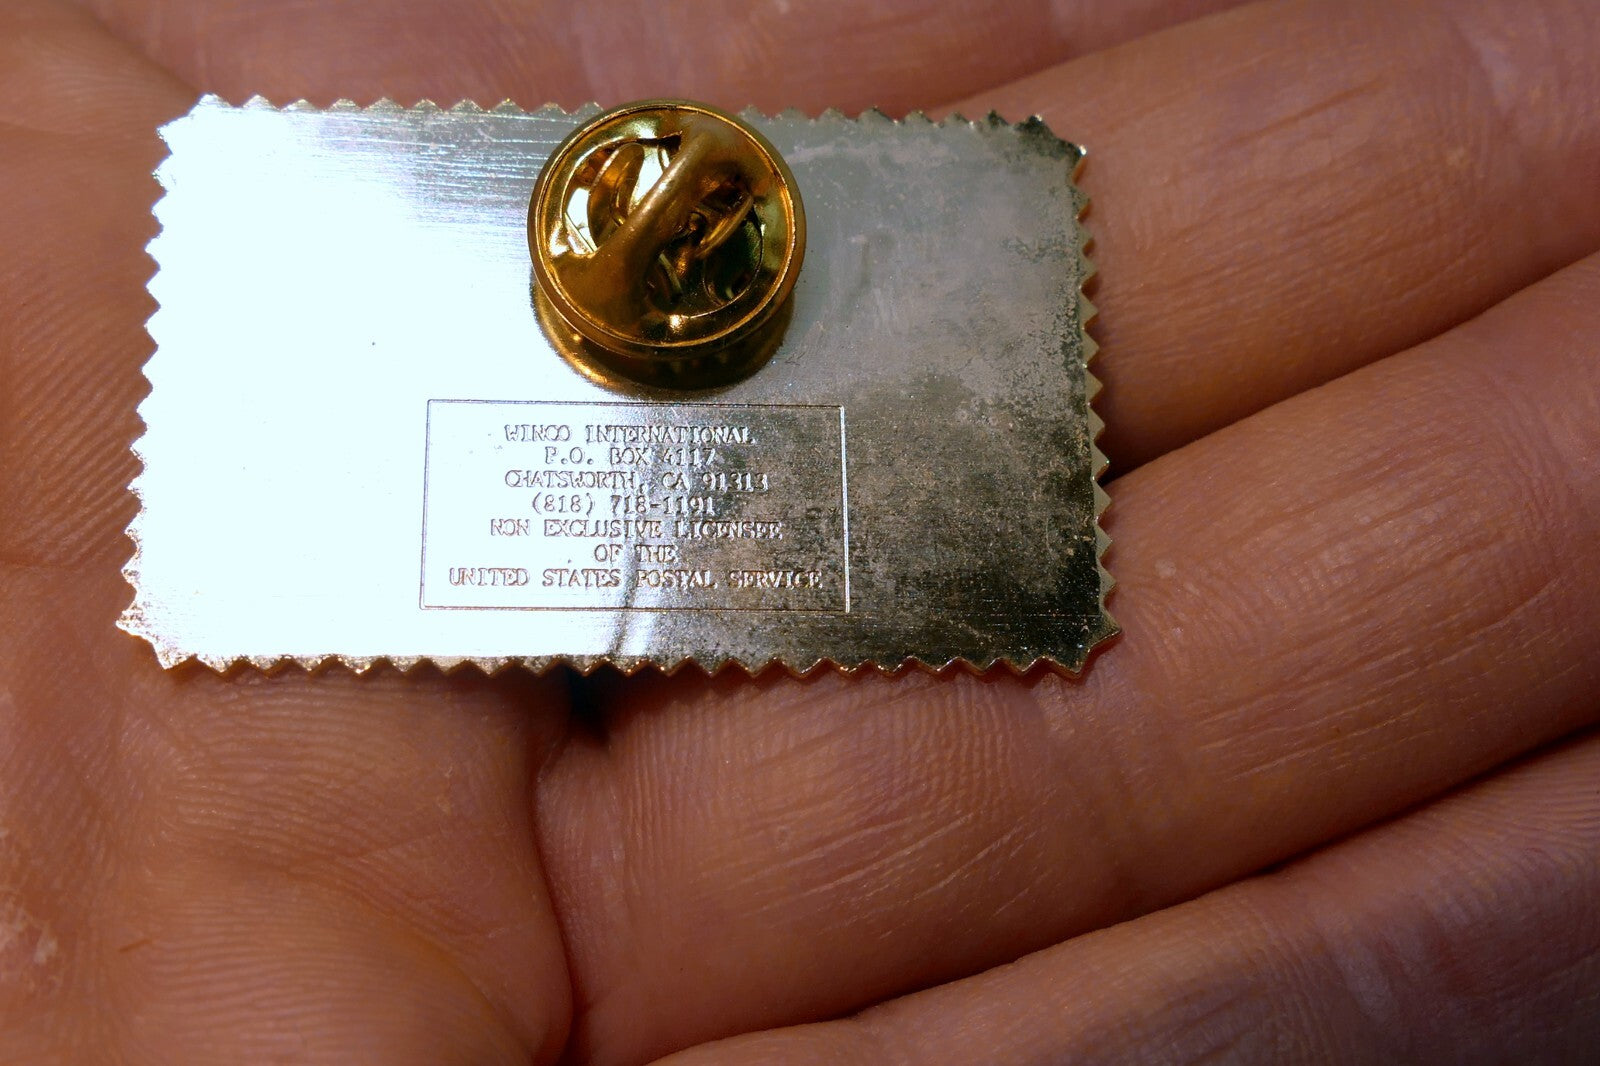 WINCO INTERNATIONAL
P.O. BOX 4117
CHATSWORTH, CA 91313
(818) 718-1191
NON EXCLUSIVE LICENSEE
OF THE
UNITED STATES POSTAL SERVICE